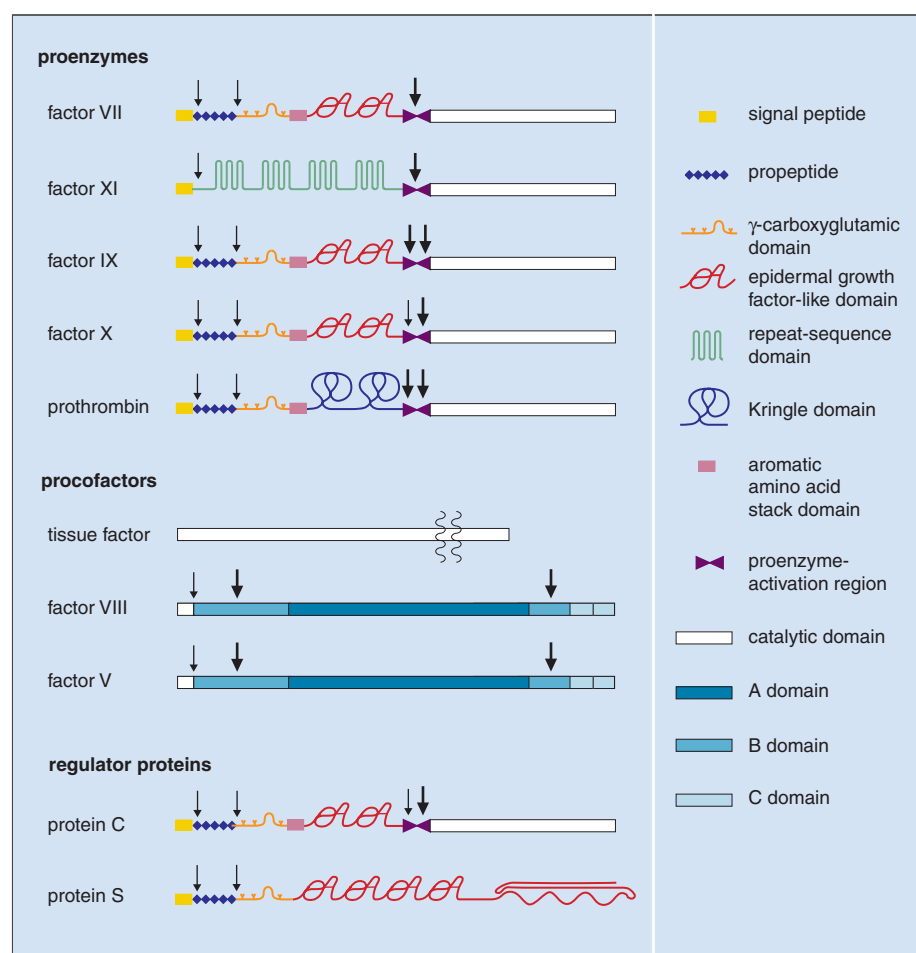 proenzymes
factor VII
factor XI
factor IX
factor X
prothrombin
procofactors
tissue factor
factor VIII
factor V
regulator proteins
protein C
protein S
signal peptide
propeptide
γ-carboxyglutamic
domain
epidermal growth
factor-like domain
repeat-sequence
domain
Kringle domain
aromatic
amino acid
stack domain
proenzyme-
activation region
catalytic domain
A domain
B domain
C domain